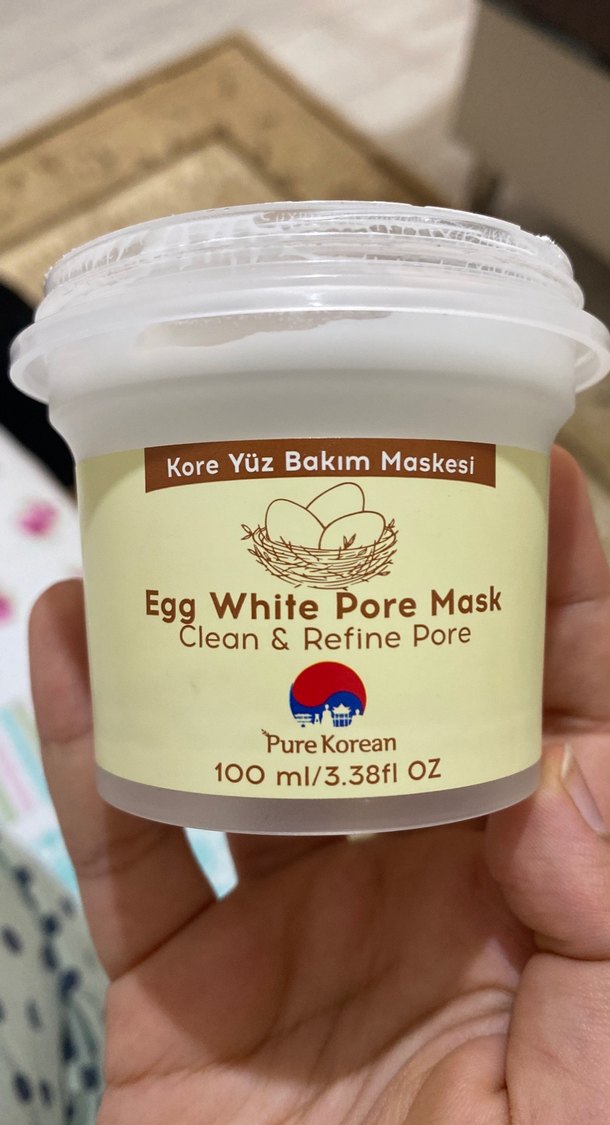 Kore Yüz Bakım Maskesi
Egg White Pore Mask
Clean & Refine Pore
Pure Korean
100 ml/3.38fl OZ